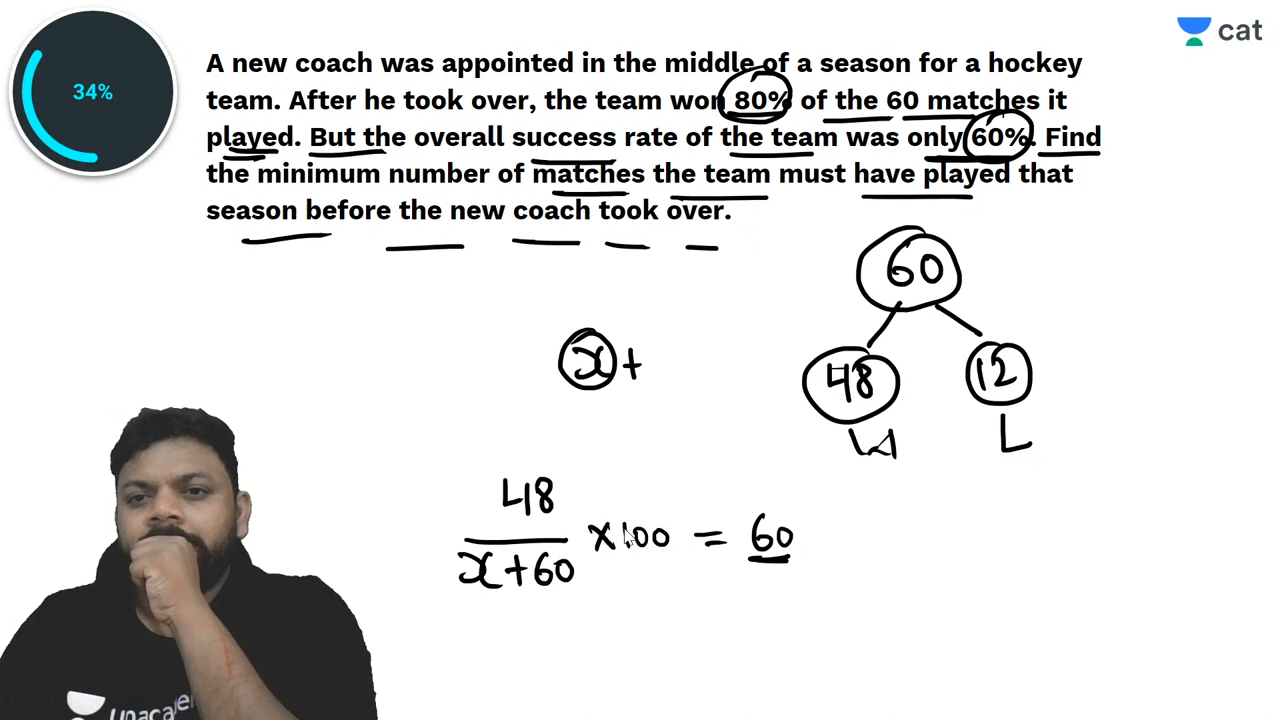 34%
cat
A new coach was appointed in the middle of a season for a hockey
team. After he took over, the team won 80% of the 60 matches it
played. But the overall success rate of the team was only 60%. Find
the minimum number of matches the team must have played that
season before the new coach took over.
60
x +
48 12
W L
48
x+60
×100 = 60